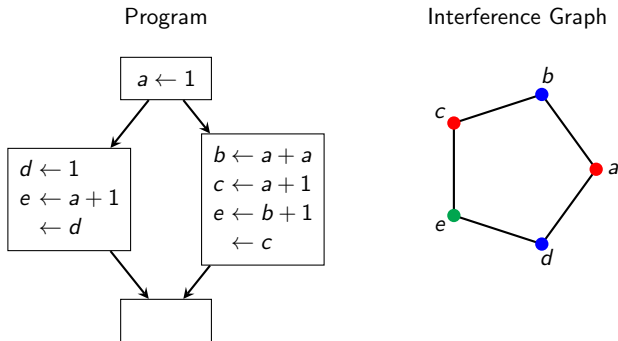 Program
Interference Graph
a ← 1
d ← 1
e ← a + 1
← d
b ← a + a
c ← a + 1
e ← b + 1
← c
b
c
a
e
d